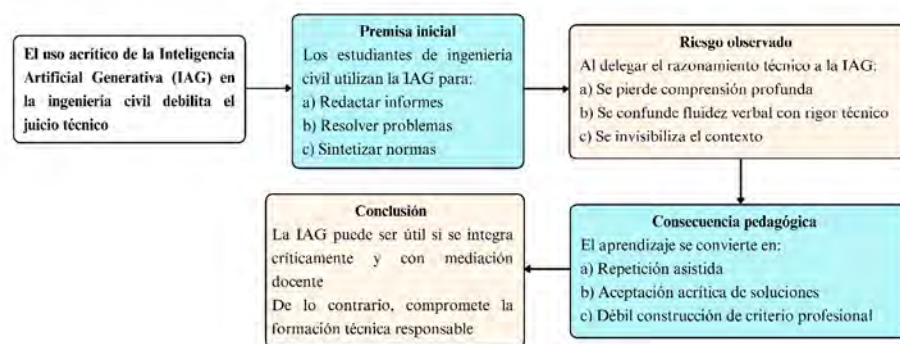 El uso acrítico de la Inteligencia
Artificial Generativa (IAG) en
la ingeniería civil debilita el
juicio técnico
Premisa inicial
Los estudiantes de ingeniería
civil utilizan la IAG para:
a) Redactar informes
b) Resolver problemas
c) Sintetizar normas
Riesgo observado
Al delegar el razonamiento técnico a la IAG:
a) Se pierde comprensión profunda
b) Se confunde fluidez verbal con rigor técnico
c) Se invisibiliza el contexto
Consecuencia pedagógica
El aprendizaje se convierte en:
a) Repetición asistida
b) Aceptación acrítica de soluciones
c) Débil construcción de criterio profesional
Conclusión
La IAG puede ser útil si se integra
críticamente y con mediación
docente
De lo contrario, compromete la
formación técnica responsable